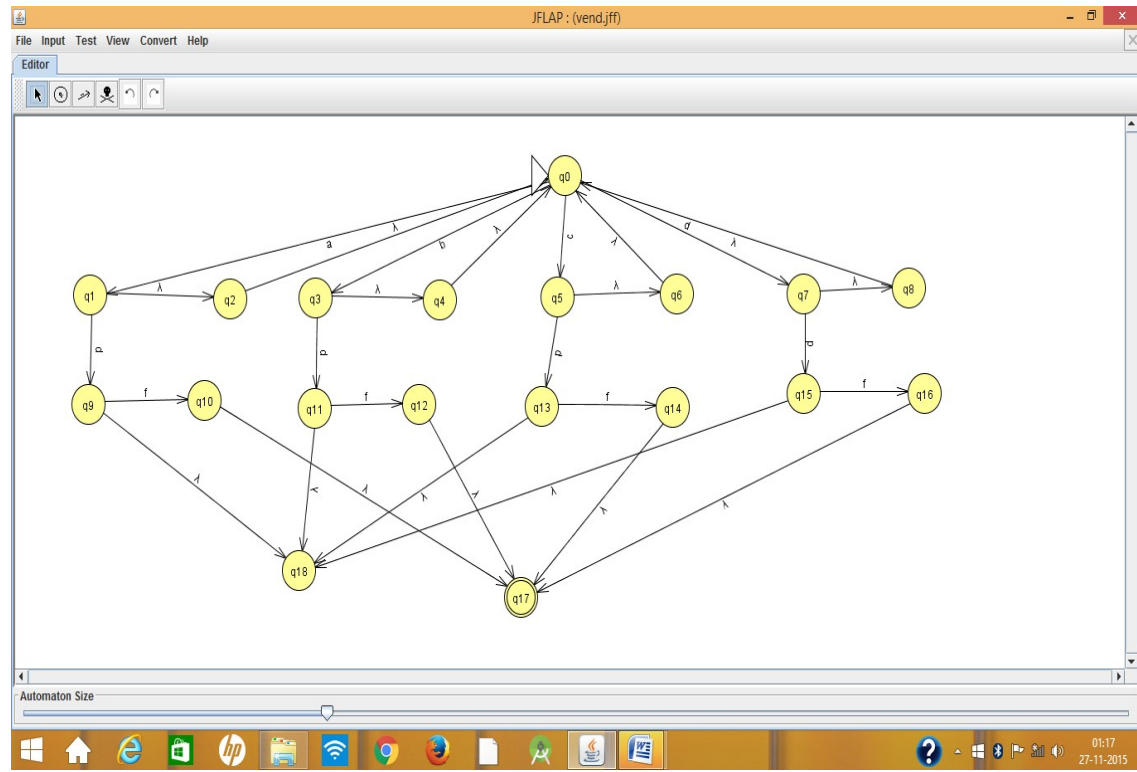 JFLAP : (vend.jff)
File Input Test View Convert Help
Editor
q0
a λ b λ c λ d λ
q1 λ q2 q3 λ q4 q5 λ q6 q7 λ q8
p p p p
q9 f q10 q11 f q12 q13 f q14 q15 f q16
λ λ λ λ λ λ λ λ
q18
q17
Automaton Size
hp
W
?
01:17
27-11-2015